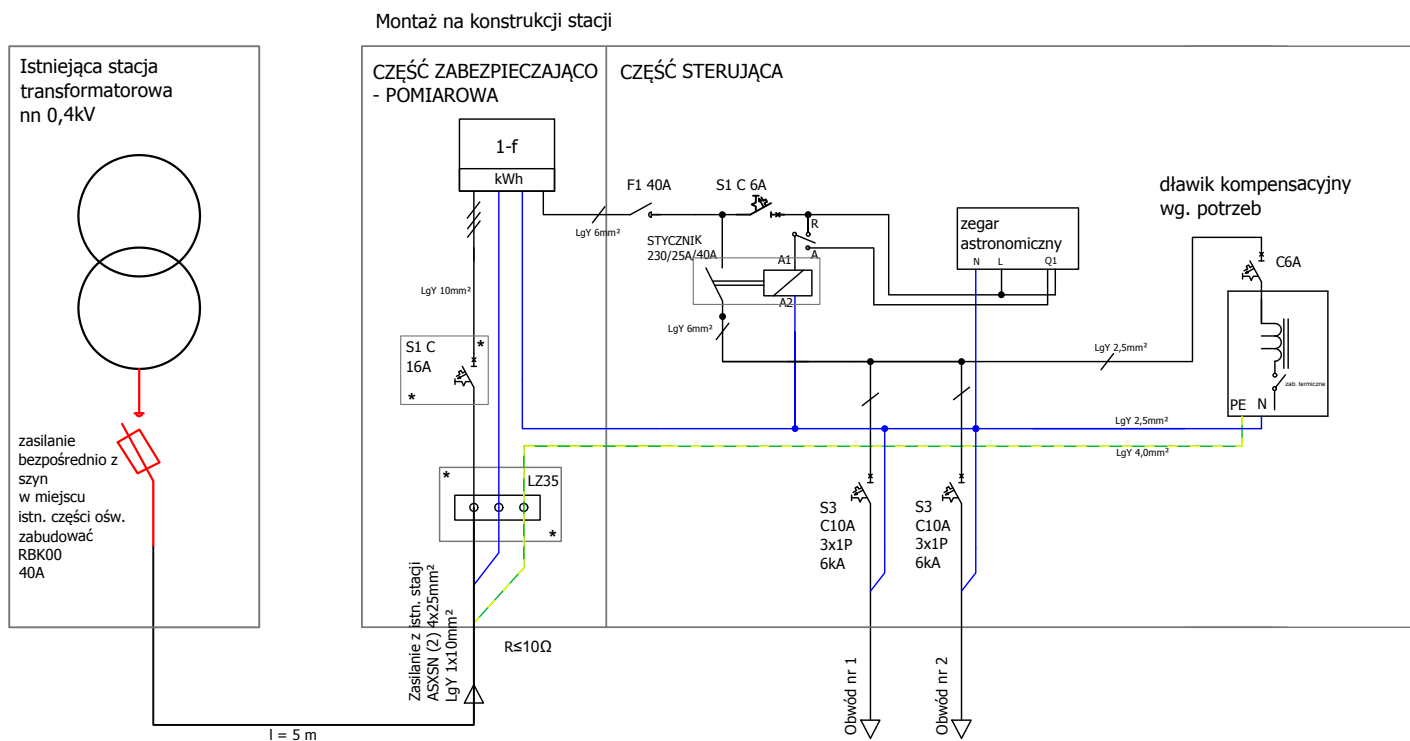 Montaż na konstrukcji stacji
Istniejąca stacja
transformatorowa
nn 0,4kV
zasilanie
bezpośrednio z
szyn
w miejscu
istn. części ośw.
zabudować
RBK00
40A
l = 5 m
CZĘŚĆ ZABEZPIECZAJĄCO
- POMIAROWA
1-f
kWh
LgY 10mm²
S1 C
16A
*
*
*
LZ35
*
Zasilanie z istn. stacji
ASXSN (2) 4x25mm²
LgY 1x10mm²
R≤10Ω
CZĘŚĆ STERUJĄCA
F1 40A
S1 C 6A
LgY 6mm²
STYCZNIK
230/25A/40A
R
A
A1
A2
LgY 6mm²
zegar
astronomiczny
N L Q1
dławik kompensacyjny
wg. potrzeb
C6A
zab. termiczne
PE N
LgY 2,5mm²
LgY 2,5mm²
LgY 4,0mm²
S3
C10A
3x1P
6kA
S3
C10A
3x1P
6kA
Obwód nr 1
Obwód nr 2